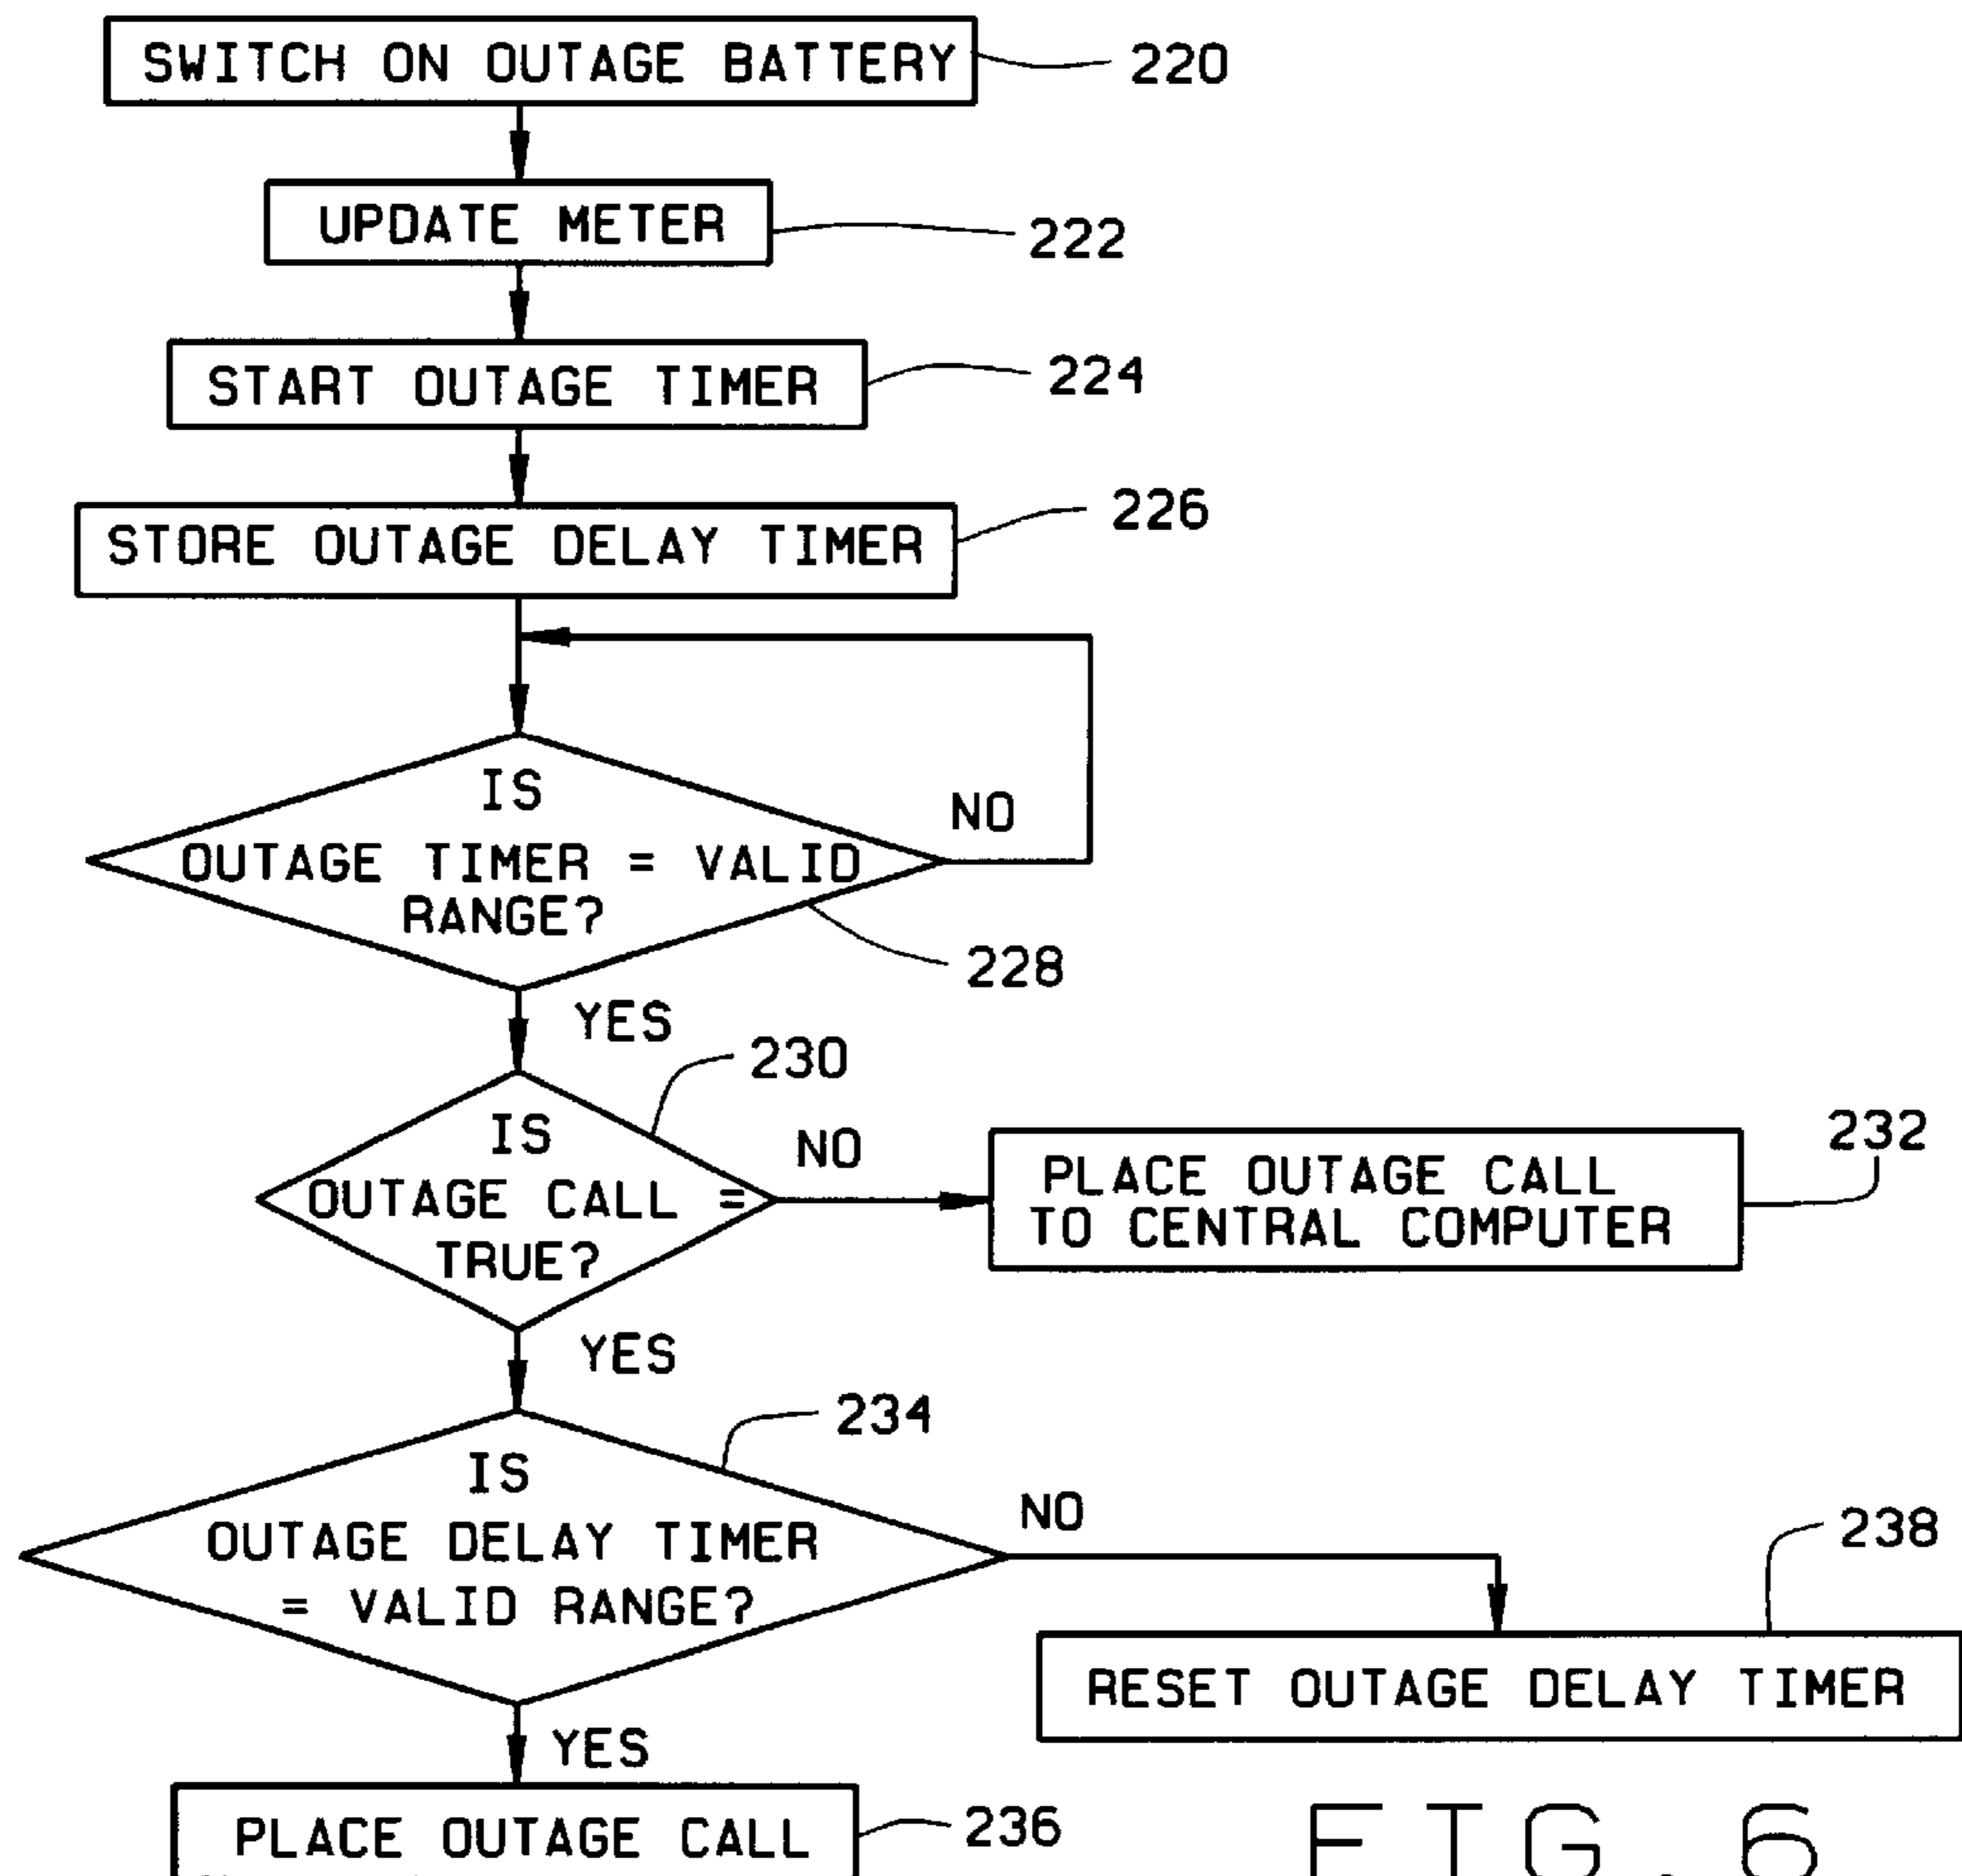 SWITCH ON OUTAGE BATTERY
220
UPDATE METER
222
START OUTAGE TIMER
224
STORE OUTAGE DELAY TIMER
226
IS
OUTAGE TIMER = VALID
RANGE?
NO
228
YES
230
IS
OUTAGE CALL =
TRUE?
NO
PLACE OUTAGE CALL
TO CENTRAL COMPUTER
232
YES
234
IS
OUTAGE DELAY TIMER
= VALID RANGE?
NO
238
RESET OUTAGE DELAY TIMER
YES
PLACE OUTAGE CALL
236
FIG. 6